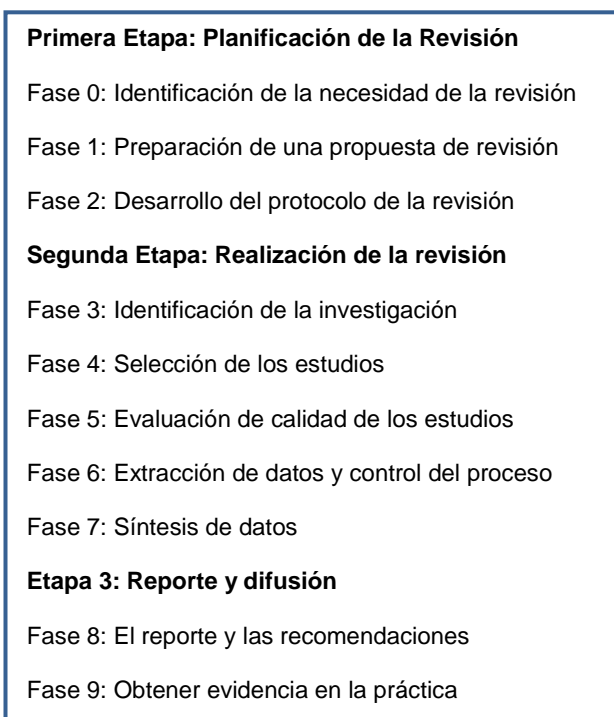 Primera Etapa: Planificación de la Revisión
Fase 0: Identificación de la necesidad de la revisión
Fase 1: Preparación de una propuesta de revisión
Fase 2: Desarrollo del protocolo de la revisión
Segunda Etapa: Realización de la revisión
Fase 3: Identificación de la investigación
Fase 4: Selección de los estudios
Fase 5: Evaluación de calidad de los estudios
Fase 6: Extracción de datos y control del proceso
Fase 7: Síntesis de datos
Etapa 3: Reporte y difusión
Fase 8: El reporte y las recomendaciones
Fase 9: Obtener evidencia en la práctica